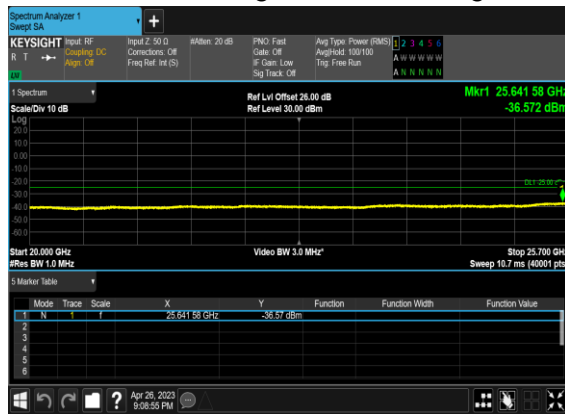 Spectrum Analyzer 1
Swept SA
+
KEYSIGHT Input: RF
R T Coupling: DC
Align: Off
LW
Input Z: 50 Ω
Corrections: Off
Freq Ref: Int (S)
#Atten: 20 dB
PNO: Fast
Gate: Off
IF Gain: Low
Sig Track: Off
Avg Type: Power (RMS)
Avg|Hold: 100/100
Trig: Free Run
1 2 3 4 5 6
A W W W W W
A N N N N N
1 Spectrum
Scale/Div 10 dB
Ref Lvl Offset 26.00 dB
Ref Level 30.00 dBm
Mkr1 25.641 58 GHz
-36.572 dBm
Log
20.0
10.0
0.00
-10.0
-20.0
-30.0
-40.0
-50.0
-60.0
DL1 -25.00
1
Start 20.000 GHz
#Res BW 1.0 MHz
Video BW 3.0 MHz*
Stop 25.700 GHz
Sweep 10.7 ms (40001 pts
5 Marker Table
Mode Trace Scale X Y Function Function Width Function Value
1 N 1 f 25.641 58 GHz -36.57 dBm
2
3
4
5
6
?
Apr 26, 2023
9:08:55 PM